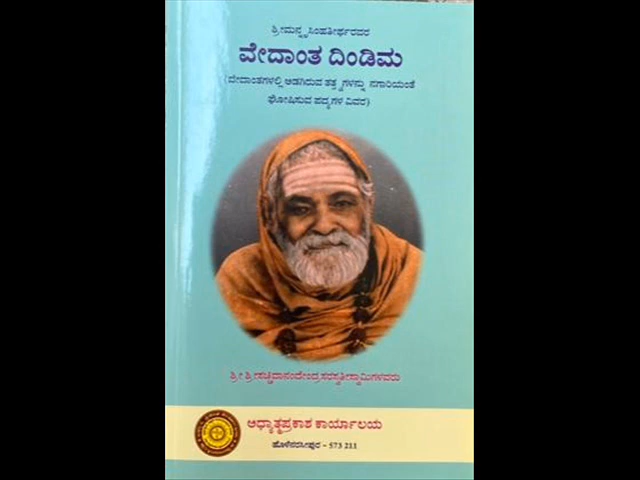 ಶ್ರೀಮನ್ನೃಸಿಂಹತೀರ್ಥರವರ
ವೇದಾಂತ ದಿಂಡಿಮ
(ವೇದಾಂತಗಳಲ್ಲಿ ಅಡಗಿರುವ ತತ್ತ್ವಗಳನ್ನು ನಗಾರಿಯಂತೆ
ಘೋಷಿಸುವ ಪದ್ಯಗಳ ವಿವರ)
ಶ್ರೀ ಶ್ರೀಸಚ್ಚಿದಾನಂದೇಂದ್ರ ಸರಸ್ವತೀಸ್ವಾಮಿಗಳವರು
ಅಧ್ಯಾತ್ಮಪ್ರಕಾಶ ಕಾರ್ಯಾಲಯ
ಹೊಳೆನರಸೀಪುರ – 573 211